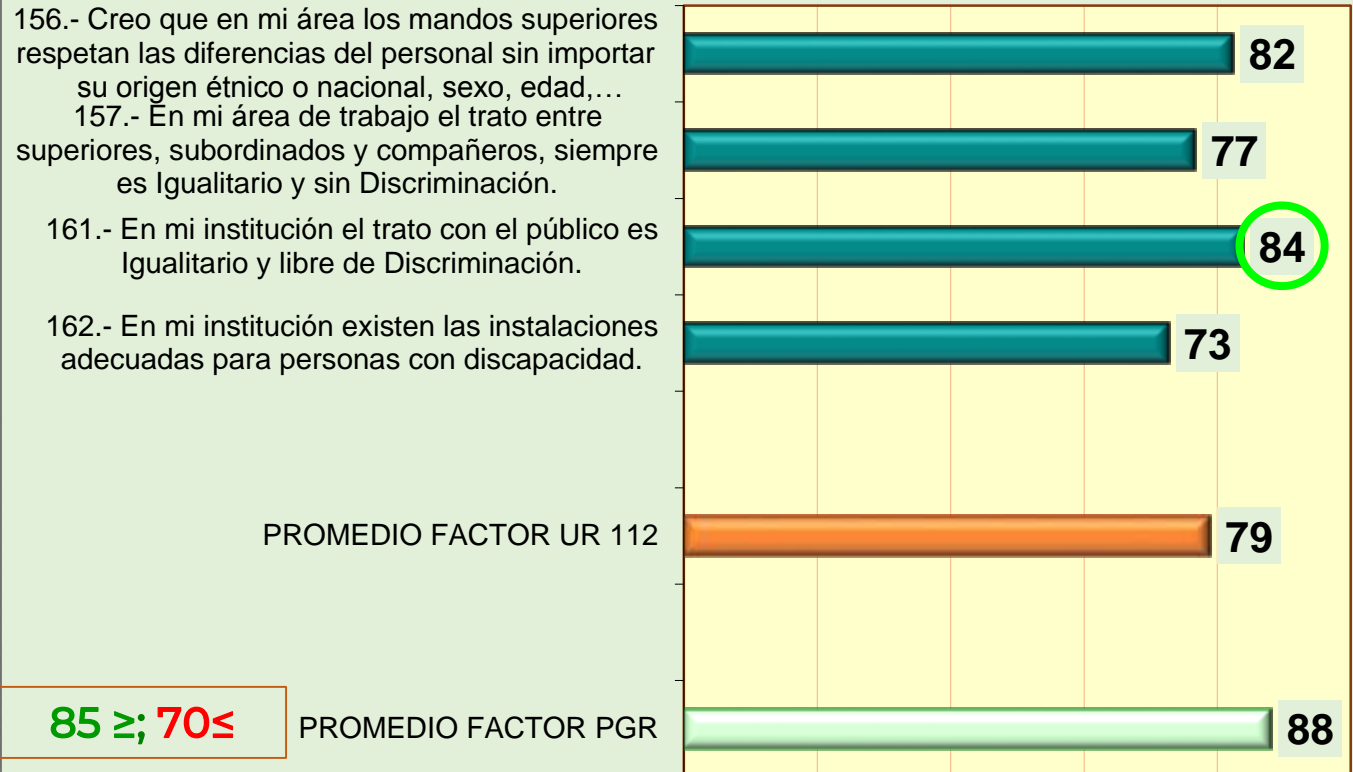 156.- Creo que en mi área los mandos superiores
respetan las diferencias del personal sin importar
su origen étnico o nacional, sexo, edad,…
82
157.- En mi área de trabajo el trato entre
superiores, subordinados y compañeros, siempre
es Igualitario y sin Discriminación.
77
161.- En mi institución el trato con el público es
Igualitario y libre de Discriminación.
84
162.- En mi institución existen las instalaciones
adecuadas para personas con discapacidad.
73
PROMEDIO FACTOR UR 112
79
85 ≥; 70≤
PROMEDIO FACTOR PGR
88